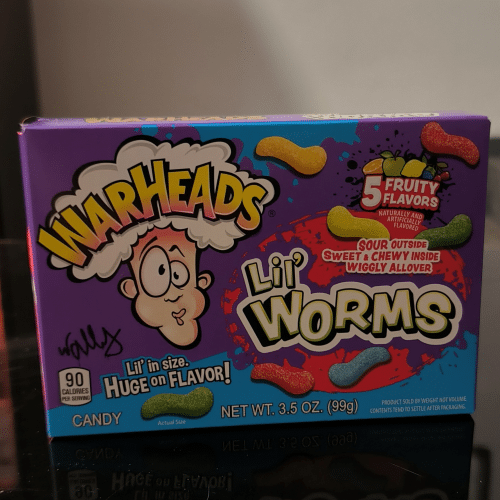 WARHEADS
5 FRUITY
FLAVORS
NATURALLY AND
ARTIFICIALLY
FLAVORED
SOUR OUTSIDE
SWEET & CHEWY INSIDE
WIGGLY ALLOVER
Lil'
WORMS
Wally
Lil' in size.
HUGE on FLAVOR!
90
CALORIES
PER SERVING
CANDY
Actual Size
NET WT. 3.5 OZ. (99g)
PRODUCT SOLD BY WEIGHT NOT VOLUME,
CONTENTS TEND TO SETTLE AFTER PACKAGING